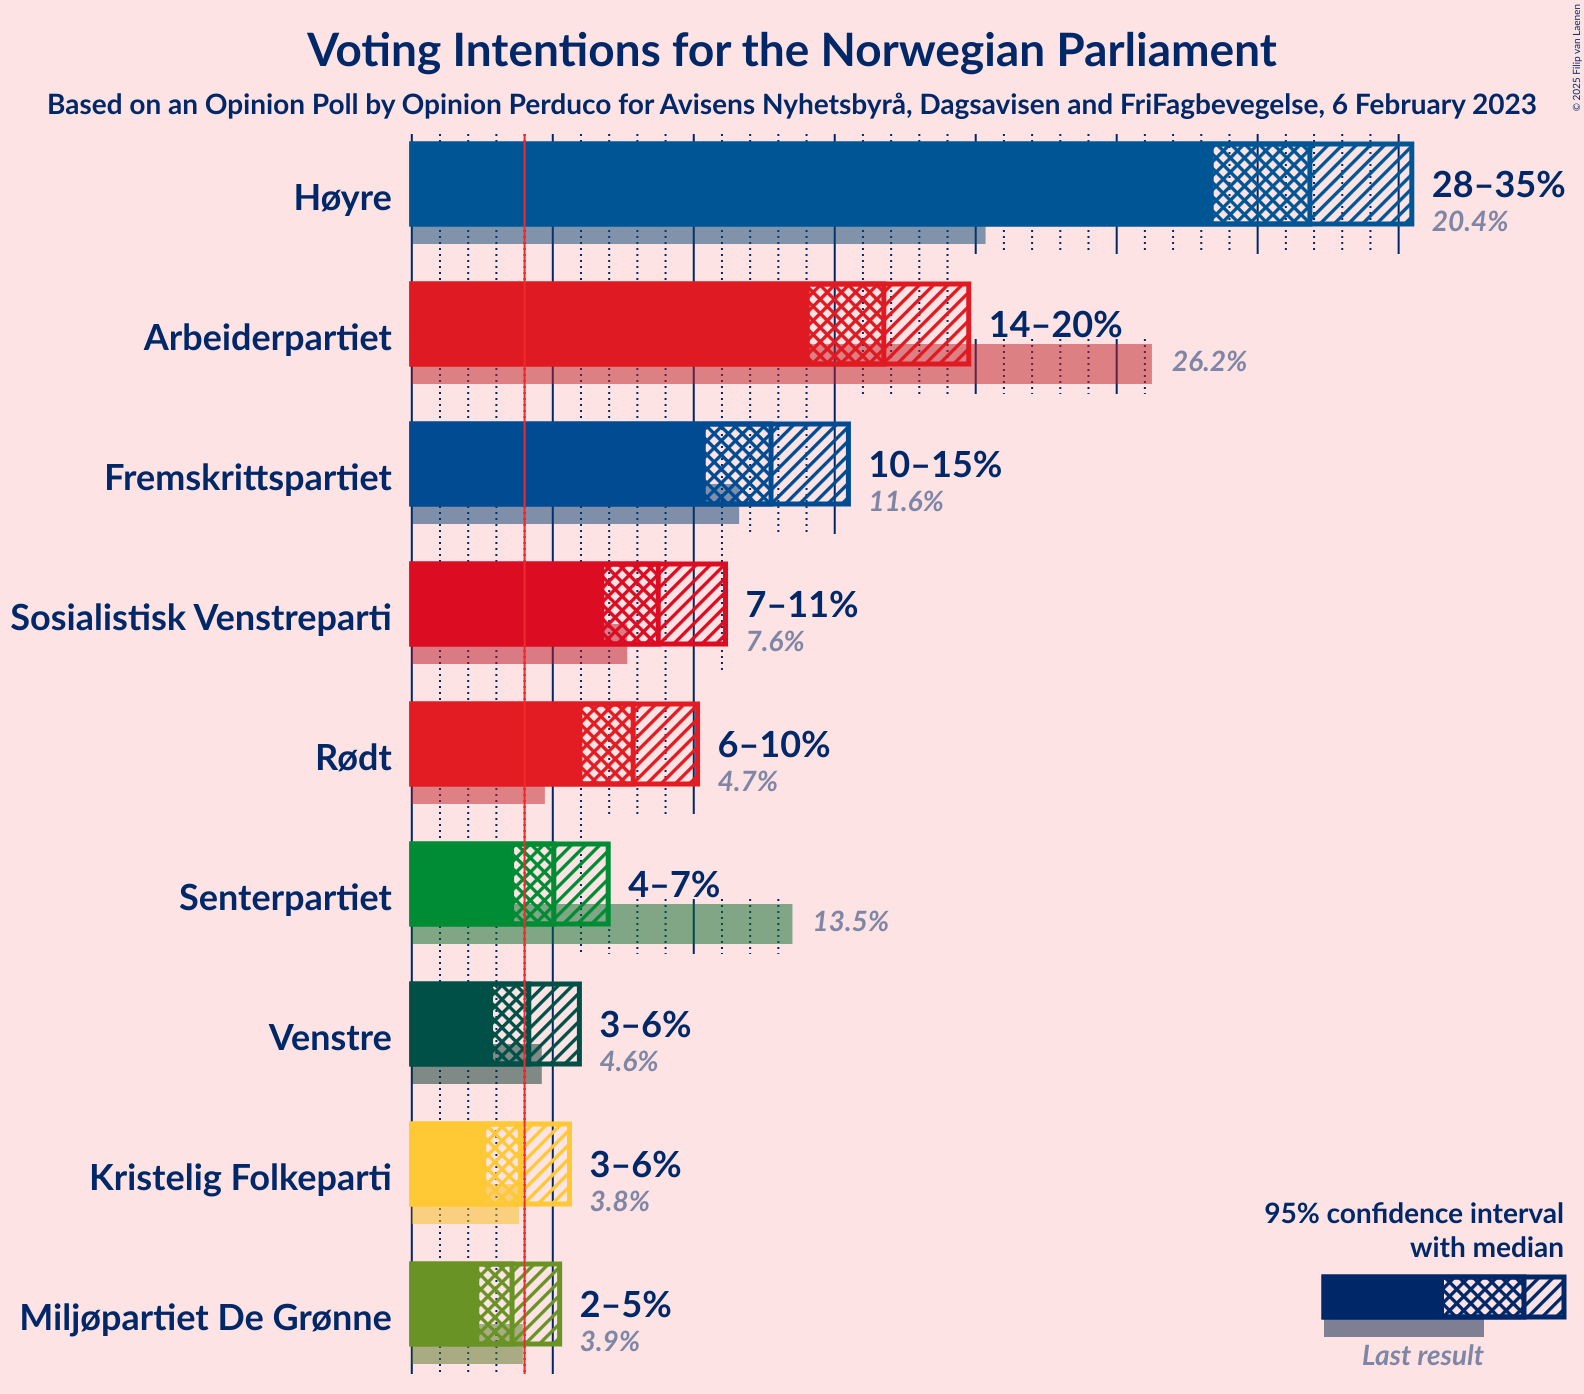 Voting Intentions for the Norwegian Parliament
Based on an Opinion Poll by Opinion Perduco for Avisens Nyhetsbyrå, Dagsavisen and FriFagbevegelse, 6 February 2023
© 2025 Filip van Laenen
Høyre
28–35%
20.4%
Arbeiderpartiet
14–20%
26.2%
Fremskrittspartiet
10–15%
11.6%
Sosialistisk Venstreparti
7–11%
7.6%
Rødt
6–10%
4.7%
Senterpartiet
4–7%
13.5%
Venstre
3–6%
4.6%
Kristelig Folkeparti
3–6%
3.8%
Miljøpartiet De Grønne
2–5%
3.9%
95% confidence interval
with median
Last result